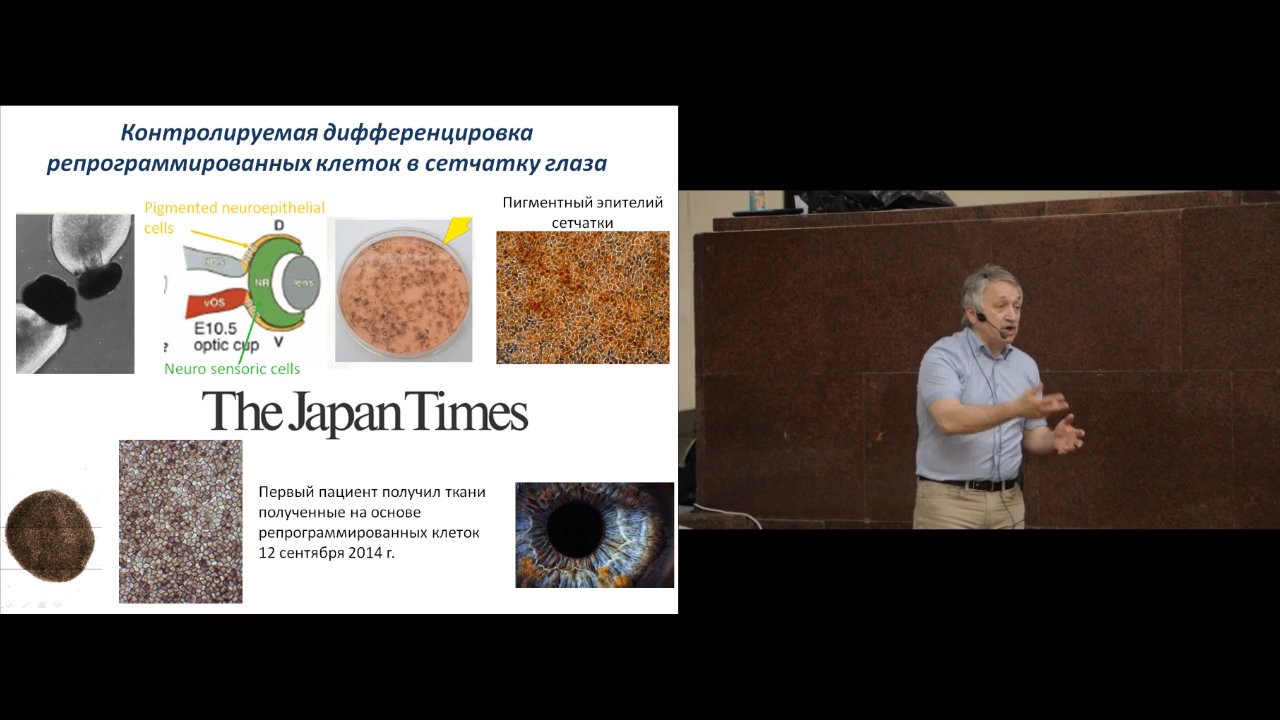 Контролируемая дифференцировка
репрограммированных клеток в сетчатку глаза
Pigmented neuroepithelial
cells
D
NR
lens
vOS
E10.5
optic cup
V
Neuro sensoric cells
Пигментный эпителий
сетчатки
The Japan Times
Первый пациент получил ткани
полученные на основе
репрограммированных клеток
12 сентября 2014 г.